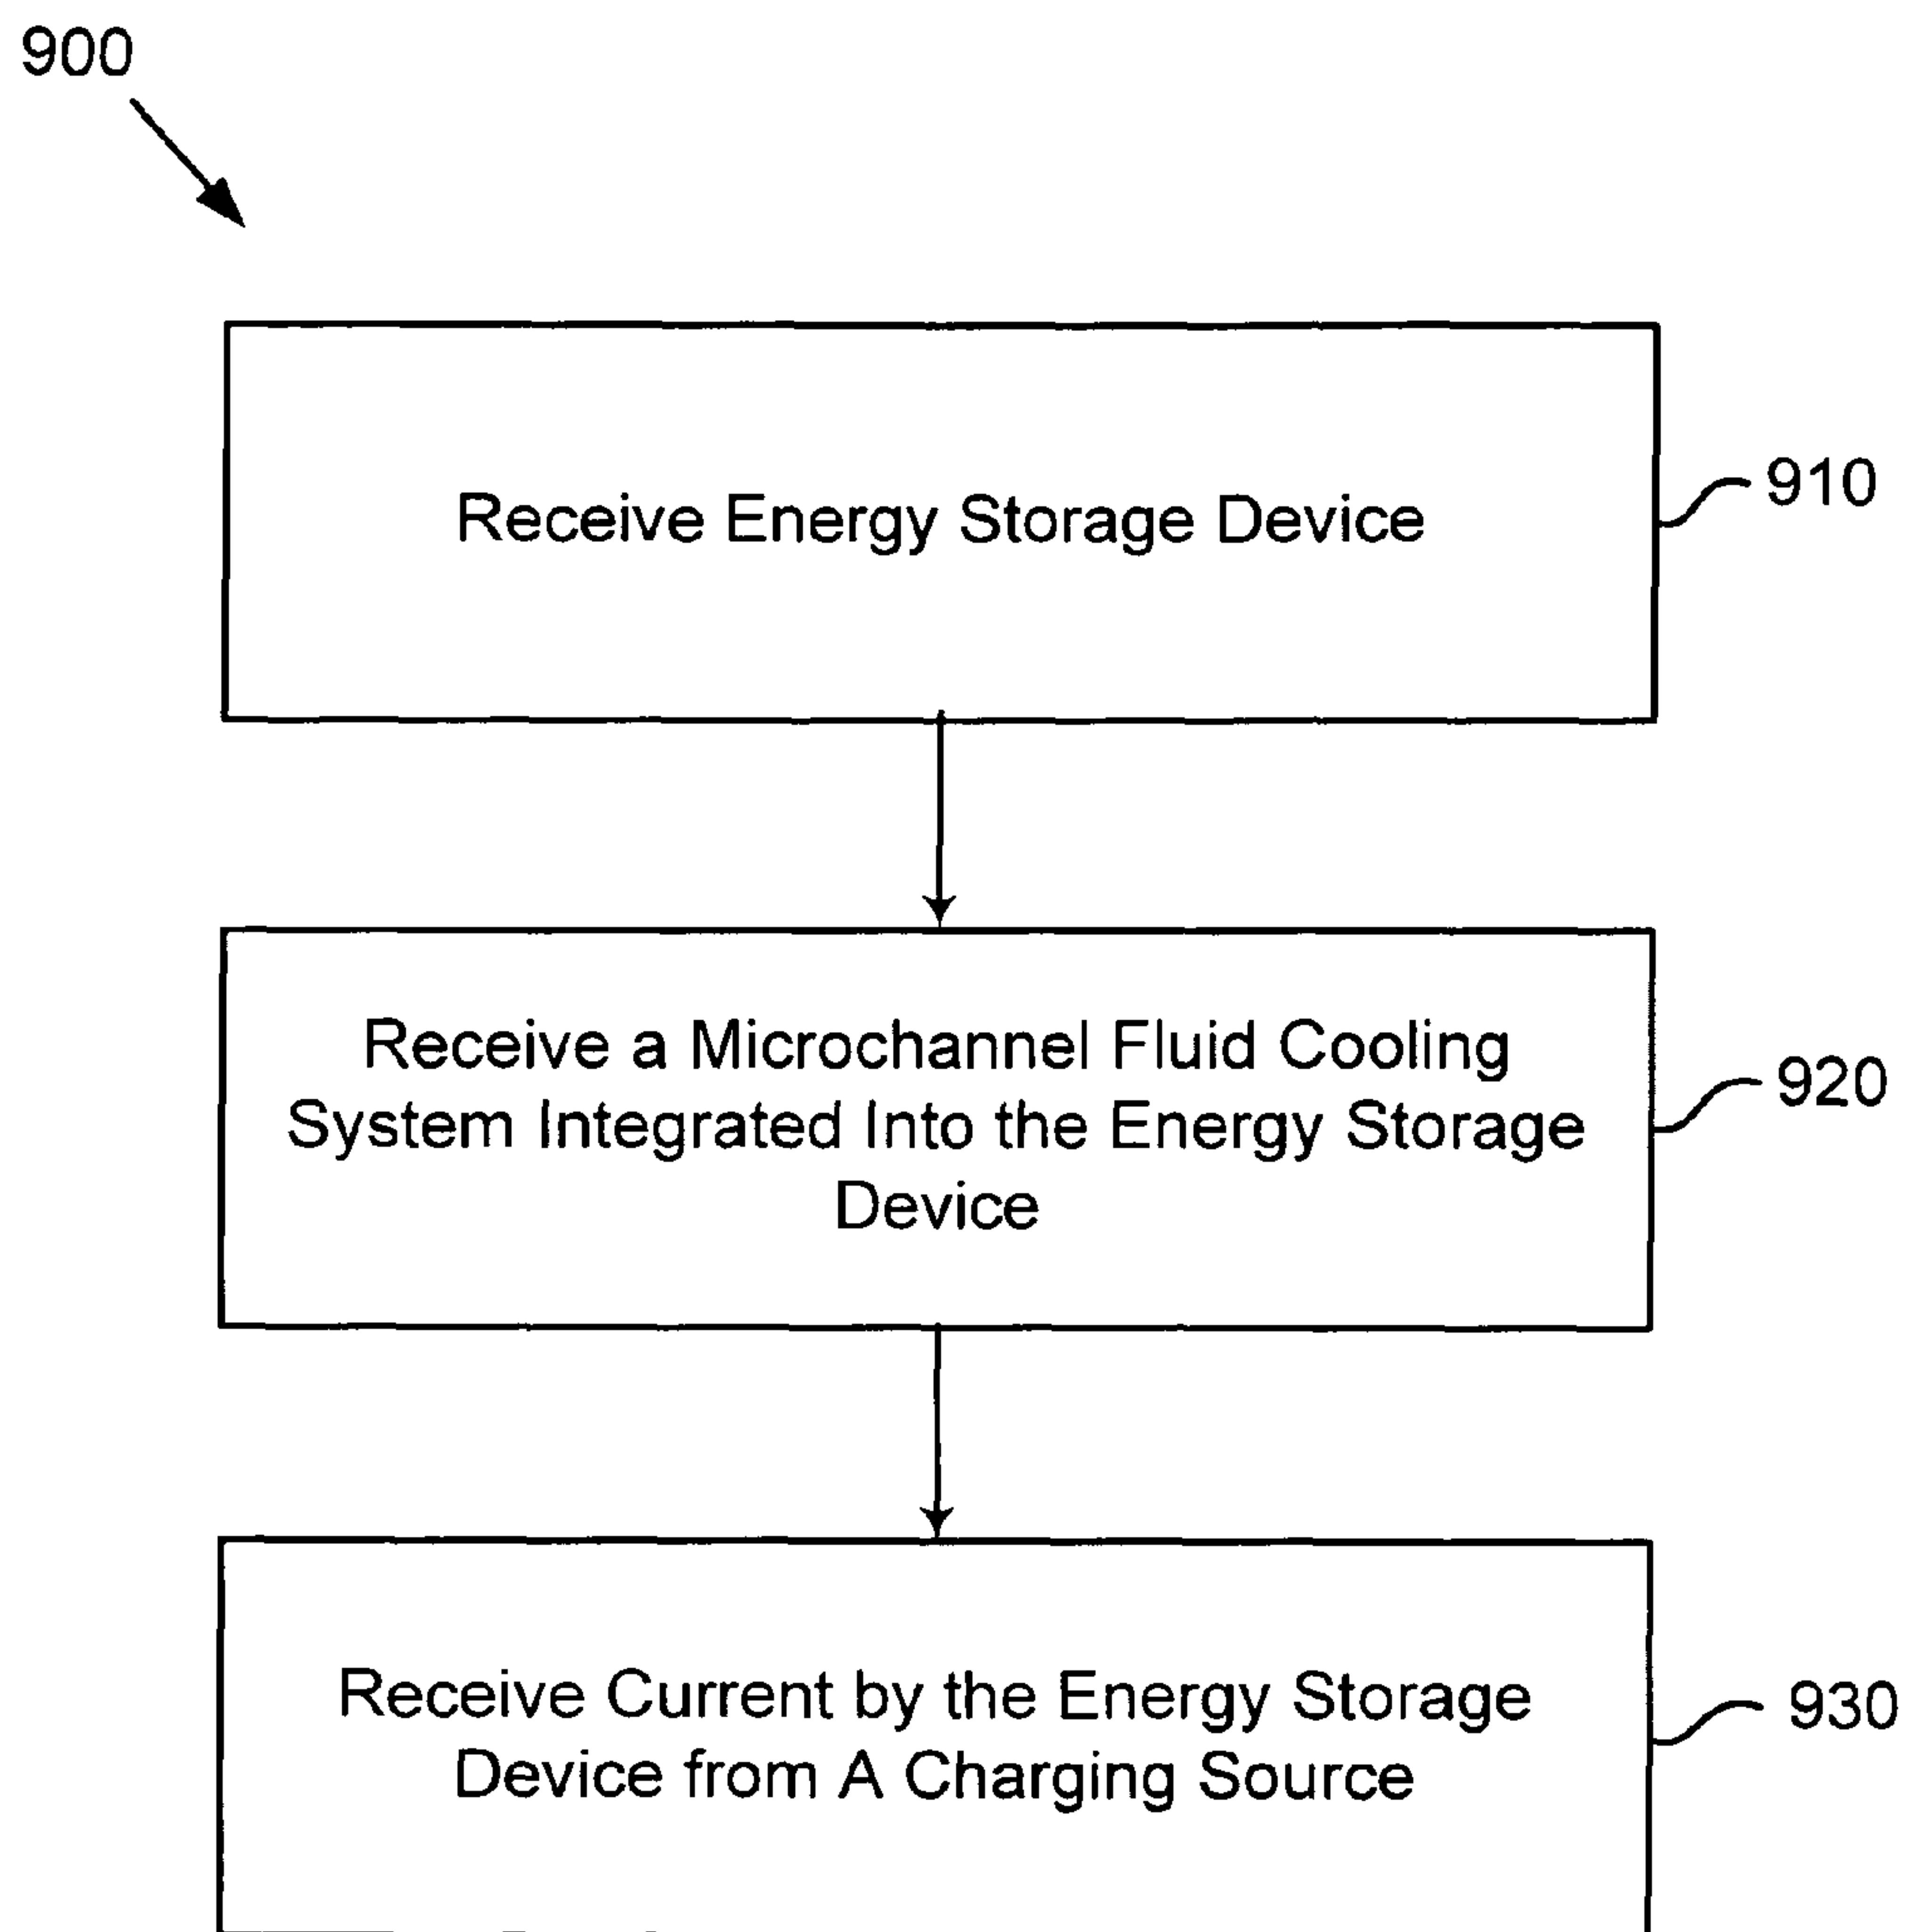 900
Receive Energy Storage Device
910
Receive a Microchannel Fluid Cooling
System Integrated Into the Energy Storage
Device
920
Receive Current by the Energy Storage
Device from A Charging Source
930